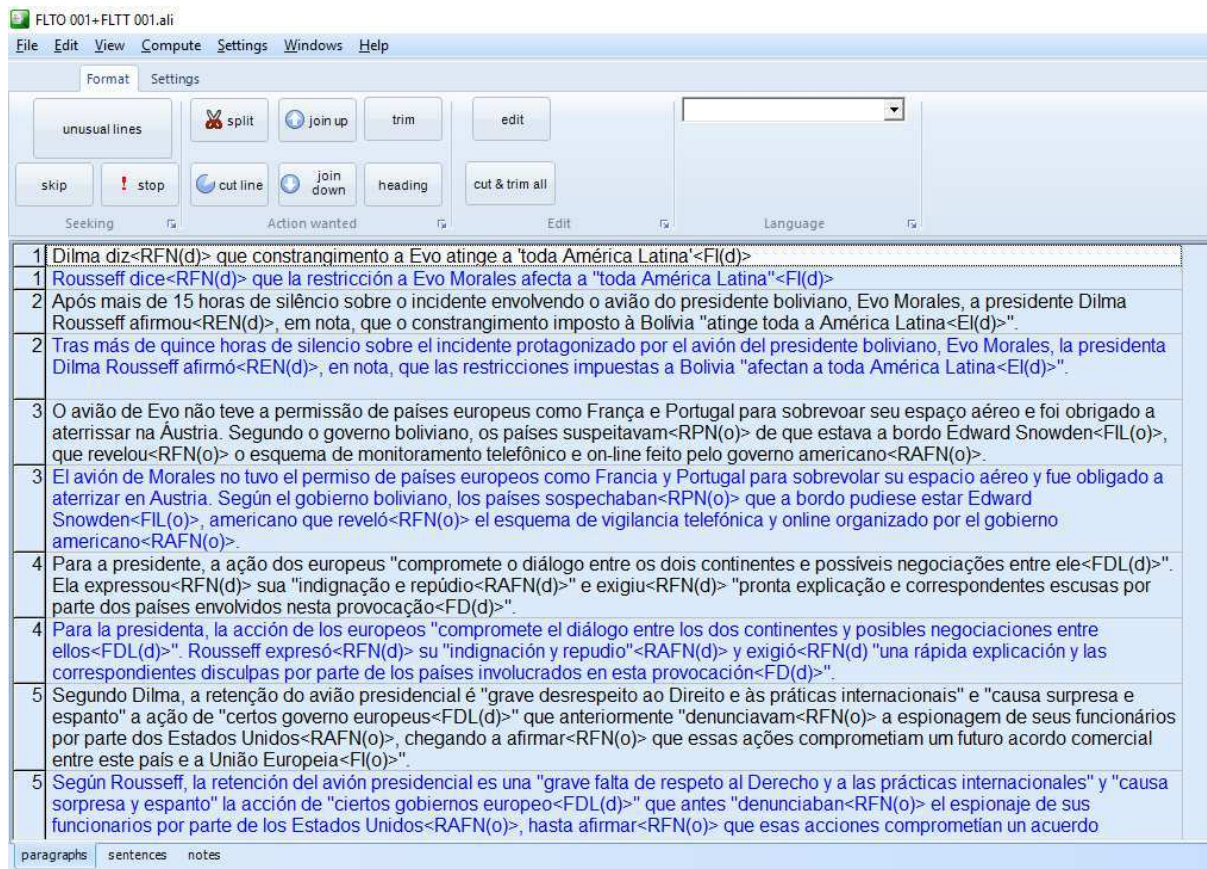 FLTO 001+FLTT 001.ali
File Edit View Compute Settings Windows Help
Format Settings
unusual lines
split
join up
trim
edit
skip
! stop
cut line
join
down
heading
cut & trim all
Seeking
Action wanted
Edit
Language
1 Dilma diz<RFN(d)> que constrangimento a Evo atinge a 'toda América Latina'<FI(d)>
1 Rousseff dice<RFN(d)> que la restricción a Evo Morales afecta a "toda América Latina"<FI(d)>
2 Após mais de 15 horas de silêncio sobre o incidente envolvendo o avião do presidente boliviano, Evo Morales, a presidente Dilma
Rousseff afirmou<REN(d)>, em nota, que o constrangimento imposto à Bolívia "atinge toda a América Latina<EI(d)>".
2 Tras más de quince horas de silencio sobre el incidente protagonizado por el avión del presidente boliviano, Evo Morales, la presidenta
Dilma Rousseff afirmó<REN(d)>, en nota, que las restricciones impuestas a Bolivia "afectan a toda América Latina<EI(d)>".
3 O avião de Evo não teve a permissão de países europeus como França e Portugal para sobrevoar seu espaço aéreo e foi obrigado a
aterrissar na Áustria. Segundo o governo boliviano, os países suspeitavam<RPN(o)> de que estava a bordo Edward Snowden<FIL(o)>,
que revelou<RFN(o)> o esquema de monitoramento telefônico e on-line feito pelo governo americano<RAFN(o)>.
3 El avión de Morales no tuvo el permiso de países europeos como Francia y Portugal para sobrevolar su espacio aéreo y fue obligado a
aterrizar en Austria. Según el gobierno boliviano, los países sospechaban<RPN(o)> que a bordo pudiese estar Edward
Snowden<FIL(o)>, americano que reveló<RFN(o)> el esquema de vigilancia telefónica y online organizado por el gobierno
americano<RAFN(o)>.
4 Para a presidente, a ação dos europeus "compromete o diálogo entre os dois continentes e possíveis negociações entre ele<FDL(d)>".
Ela expressou<RFN(d)> sua "indignação e repúdio<RAFN(d)>" e exigiu<RFN(d)> "pronta explicação e correspondentes escusas por
parte dos países envolvidos nesta provocação<FD(d)>".
4 Para la presidenta, la acción de los europeos "compromete el diálogo entre los dos continentes y posibles negociaciones entre
ellos<FDL(d)>". Rousseff expresó<RFN(d)> su "indignación y repudio"<RAFN(d)> y exigió<RFN(d) "una rápida explicación y las
correspondientes disculpas por parte de los países involucrados en esta provocación<FD(d)>".
5 Segundo Dilma, a retenção do avião presidencial é "grave desrespeito ao Direito e às práticas internacionais" e "causa surpresa e
espanto" a ação de "certos governo europeus<FDL(d)>" que anteriormente "denunciavam<RFN(o)> a espionagem de seus funcionários
por parte dos Estados Unidos<RAFN(o)>, chegando a afirmar<RFN(o)> que essas ações comprometiam um futuro acordo comercial
entre este país e a União Europeia<FI(o)>".
5 Según Rousseff, la retención del avión presidencial es una "grave falta de respeto al Derecho y a las prácticas internacionales" y "causa
sorpresa y espanto" la acción de "ciertos gobiernos europeo<FDL(d)>" que antes "denunciaban<RFN(o)> el espionaje de sus
funcionarios por parte de los Estados Unidos<RAFN(o)>, hasta afirmar<RFN(o)> que esas acciones comprometían un acuerdo
paragraphs sentences notes